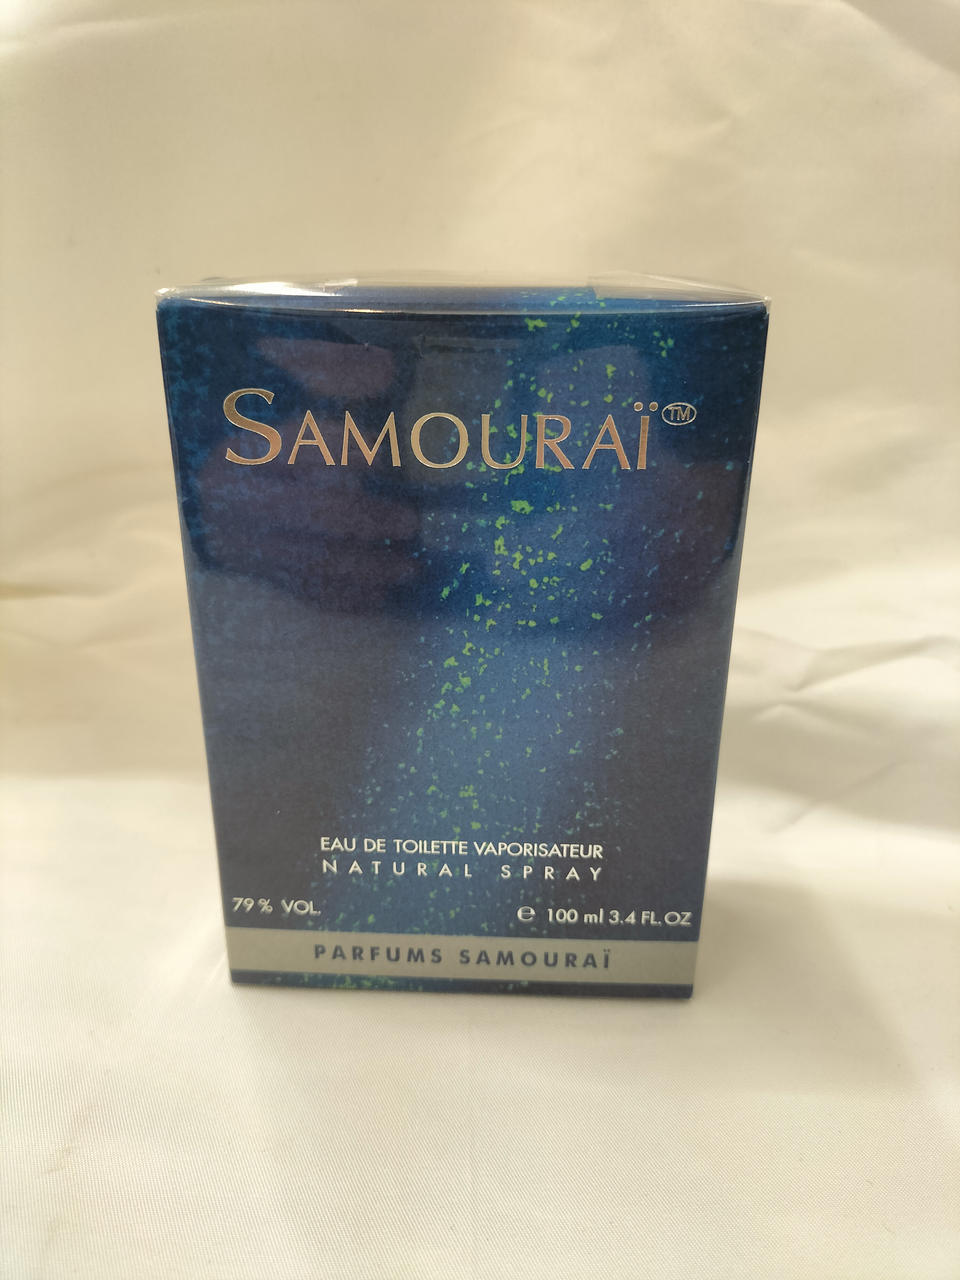 SAMOURAÏ™
EAU DE TOILETTE VAPORISATEUR
NATURAL SPRAY
79% VOL.
℮ 100 ml 3.4 FL. OZ
PARFUMS SAMOURAÏ